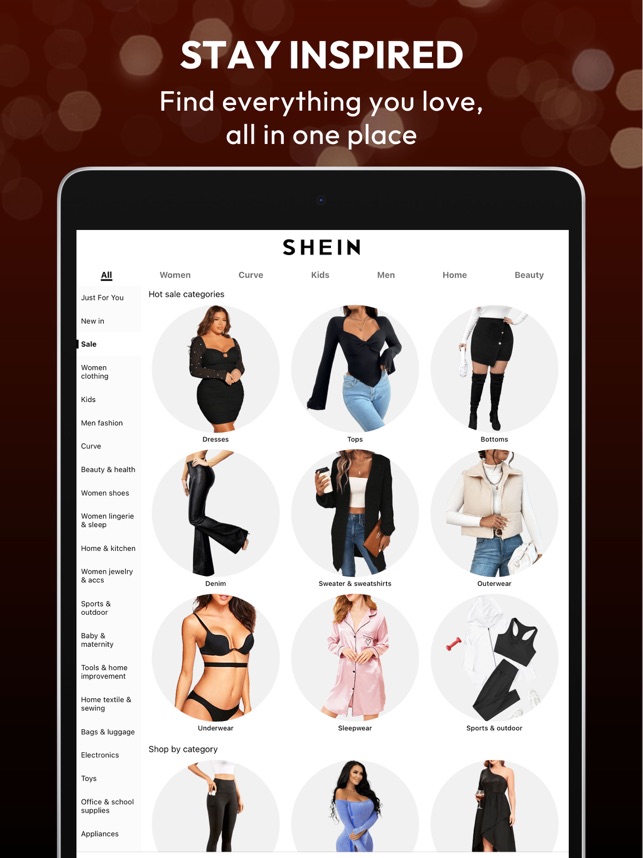 STAY INSPIRED
Find everything you love,
all in one place
SHEIN
All
Women
Curve
Kids
Men
Home
Beauty
Just For You
New in
Sale
Women
clothing
Kids
Men fashion
Curve
Beauty & health
Women shoes
Women lingerie
& sleep
Home & kitchen
Women jewelry
& accs
Sports &
outdoor
Baby &
maternity
Tools & home
improvement
Home textile &
sewing
Bags & luggage
Electronics
Toys
Office & school
supplies
Appliances
Hot sale categories
Dresses
Tops
Bottoms
Denim
Sweater & sweatshirts
Outerwear
Underwear
Sleepwear
Sports & outdoor
Shop by category